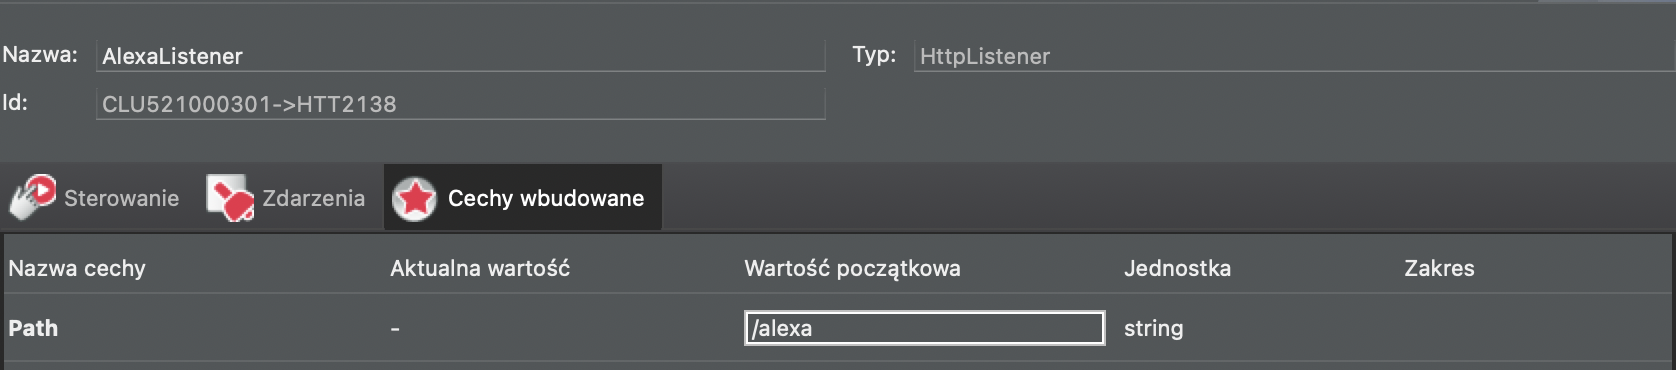 Nazwa: AlexaListener Typ: HttpListener
Id: CLU521000301->HTT2138
Sterowanie Zdarzenia Cechy wbudowane
Nazwa cechy Aktualna wartość Wartość początkowa Jednostka Zakres
Path - /alexa string